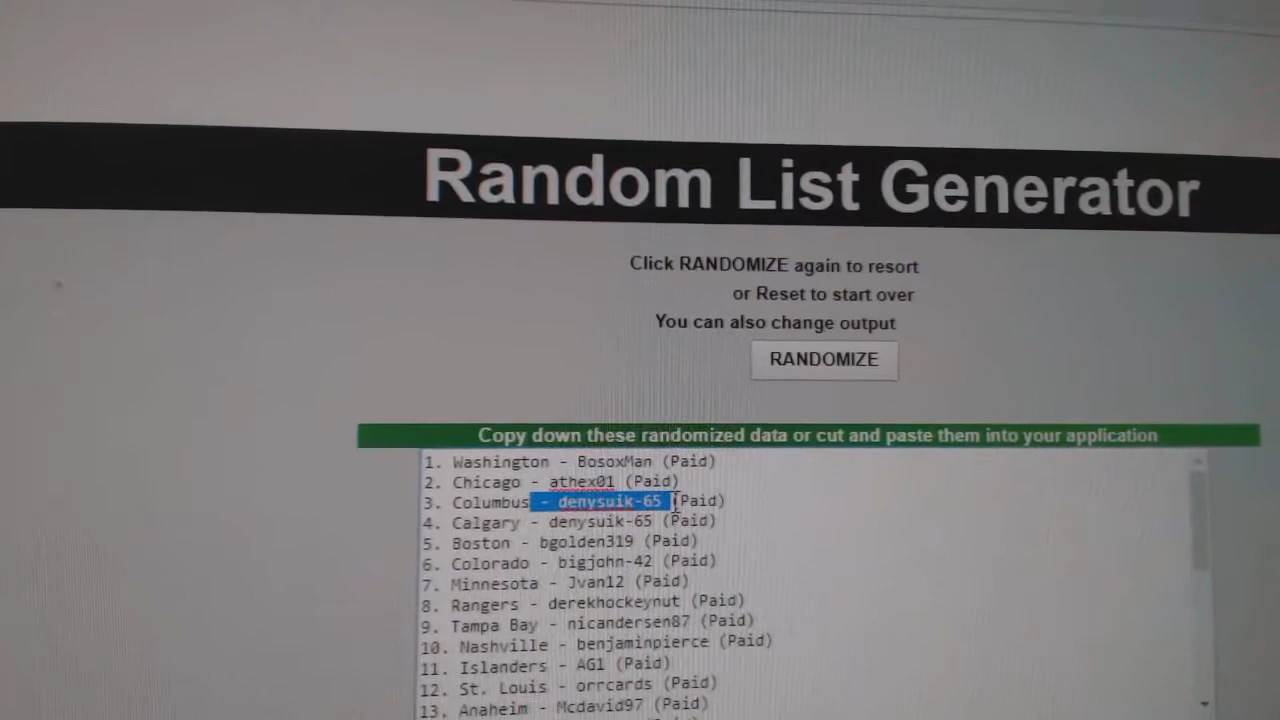 Random List Generator
Click RANDOMIZE again to resort
or Reset to start over
You can also change output
RANDOMIZE
Copy down these randomized data or cut and paste them into your application
1. Washington - BosoxMan (Paid)
2. Chicago - athex01 (Paid)
3. Columbus - denysuik-65 (Paid)
4. Calgary - denysuik-65 (Paid)
5. Boston - bgolden319 (Paid)
6. Colorado - bigjohn-42 (Paid)
7. Minnesota - Jvan12 (Paid)
8. Rangers - derekhockeynut (Paid)
9. Tampa Bay - nicandersen87 (Paid)
10. Nashville - benjaminpierce (Paid)
11. Islanders - AG1 (Paid)
12. St. Louis - orrcards (Paid)
13. Anaheim - Mcdavid97 (Paid)